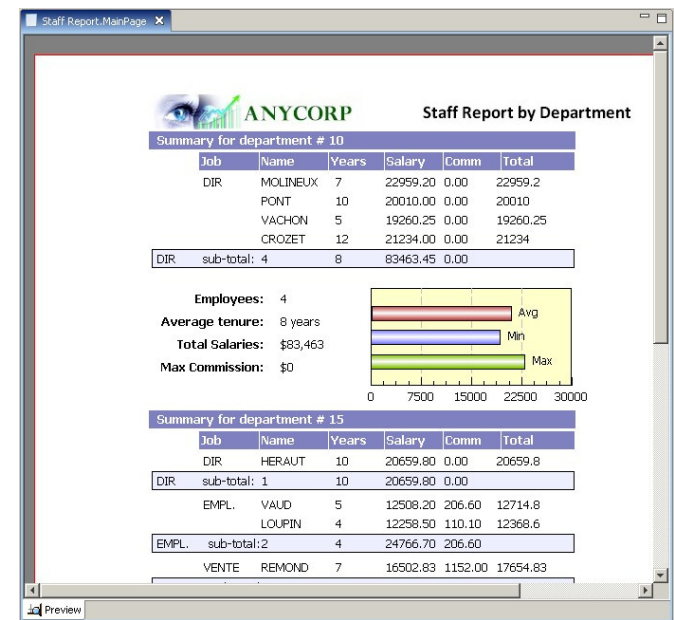 Staff Report.MainPage
ANYCORP Staff Report by Department
Summary for department # 10
Job Name Years Salary Comm Total
DIR MOLINEUX 7 22959.20 0.00 22959.2
PONT 10 20010.00 0.00 20010
VACHON 5 19260.25 0.00 19260.25
CROZET 12 21234.00 0.00 21234
DIR sub-total: 4 8 83463.45 0.00
Employees: 4
Average tenure: 8 years
Total Salaries: $83,463
Max Commission: $0
Avg
Min
Max
0 7500 15000 22500 30000
Summary for department # 15
Job Name Years Salary Comm Total
DIR HERAUT 10 20659.80 0.00 20659.8
DIR sub-total: 1 10 20659.80 0.00
EMPL. VAUD 5 12508.20 206.60 12714.8
LOUPIN 4 12258.50 110.10 12368.6
EMPL. sub-total:2 4 24766.70 206.60
VENTE REMOND 7 16502.83 1152.00 17654.83
Preview